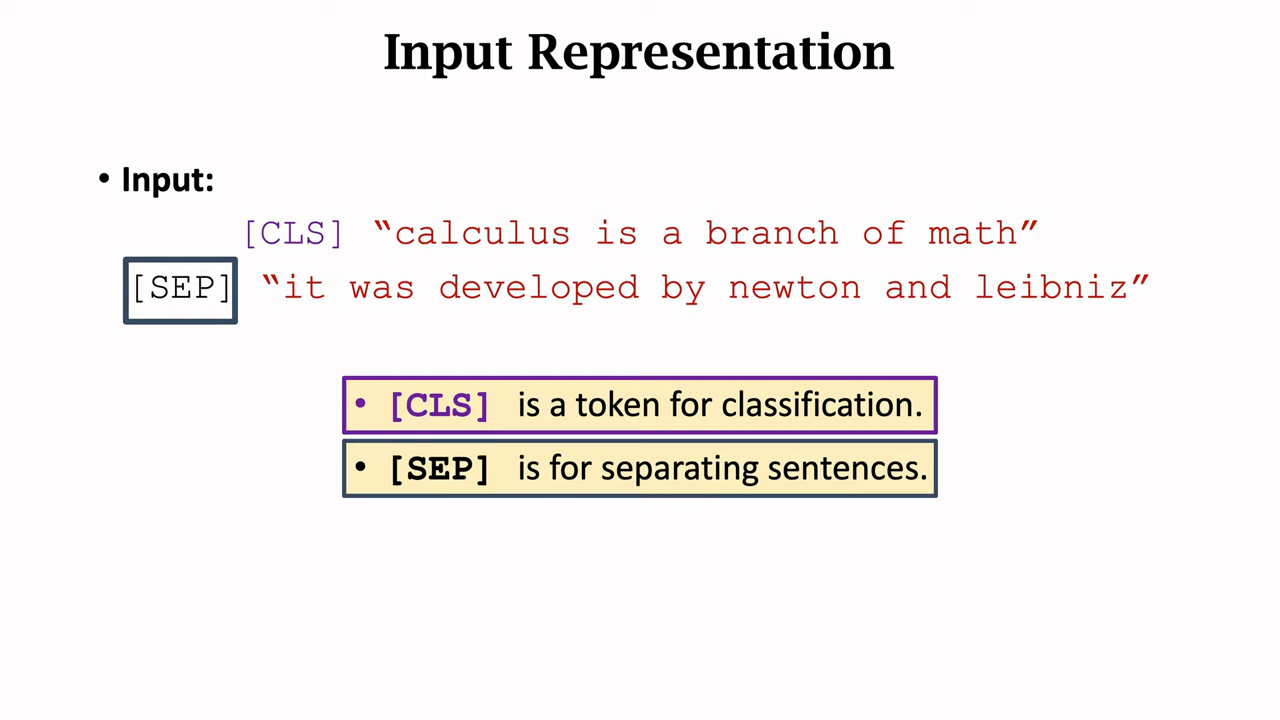 Input Representation
• Input:
[CLS] “calculus is a branch of math”
[SEP] “it was developed by newton and leibniz”
• [CLS] is a token for classification.
• [SEP] is for separating sentences.